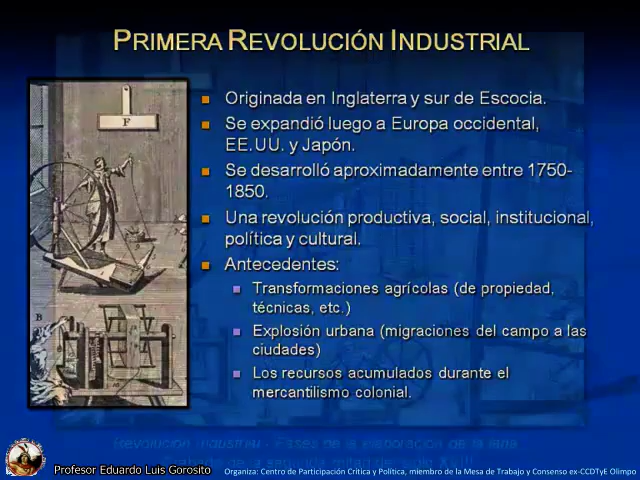 PRIMERA REVOLUCIÓN INDUSTRIAL
Originada en Inglaterra y sur de Escocia.
Se expandió luego a Europa occidental,
EE.UU. y Japón.
Se desarrolló aproximadamente entre 1750-
1850.
Una revolución productiva, social, institucional,
política y cultural.
Antecedentes:
Transformaciones agrícolas (de propiedad,
técnicas, etc.)
Explosión urbana (migraciones del campo a las
ciudades)
Los recursos acumulados durante el
mercantilismo colonial.
F
B
Revolución Industrial - Fases de la elaboración de la lana
Profesor Eduardo Luis Gorosito
Organiza: Centro de Participación Crítica y Política, miembro de la Mesa de Trabajo y Consenso ex-CCDTyE Olimpo